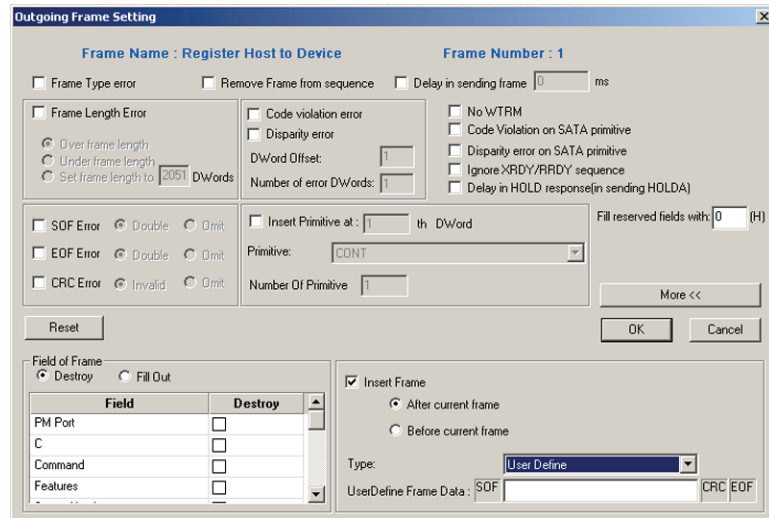 Outgoing Frame Setting
Frame Name : Register Host to Device Frame Number : 1
Frame Type error Remove Frame from sequence Delay in sending frame 0 ms
Frame Length Error
Over frame length
Under frame length
Set frame length to 2051 DWords
Code violation error
Disparity error
DWord Offset: 1
Number of error DWords: 1
No WTRM
Code Violation on SATA primitive
Disparity error on SATA primitive
Ignore XRDY/RRDY sequence
Delay in HOLD response(in sending HOLDA)
SOF Error Double Omit
EOF Error Double Omit
CRC Error Invalid Omit
Insert Primitive at : 1 th DWord
Primitive: CONT
Number Of Primitive 1
Fill reserved fields with: 0 (H)
More <<
Reset OK Cancel
Field of Frame
Destroy Fill Out
Field Destroy
PM Port
C
Command
Features
Insert Frame
After current frame
Before current frame
Type: User Define
UserDefine Frame Data : SOF CRC EOF